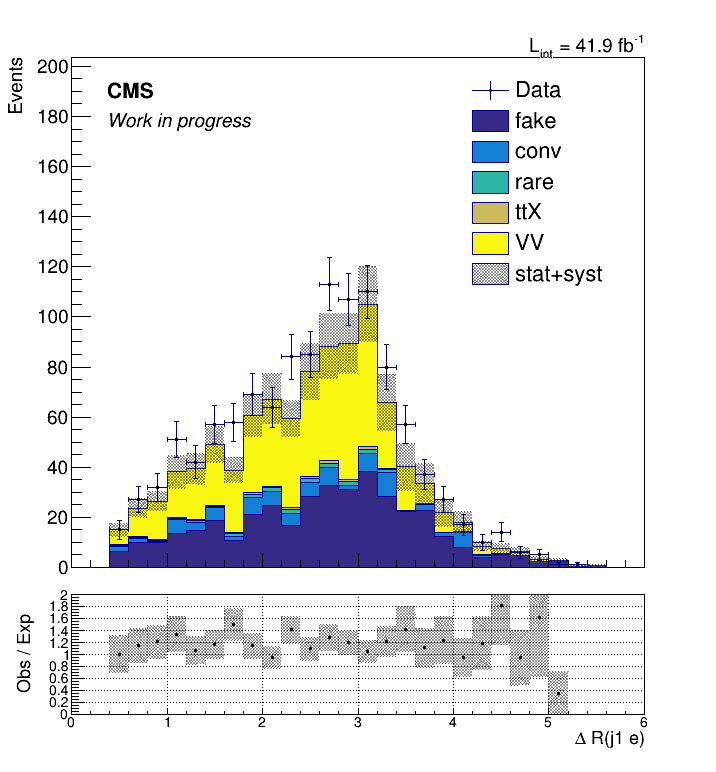 L_int = 41.9 fb^-1
Events
200
180
160
140
120
100
80
60
40
20
0
CMS
Work in progress
Data
fake
conv
rare
ttX
VV
stat+syst
Obs / Exp
2
1.8
1.6
1.4
1.2
1
0.8
0.6
0.4
0.2
0
0 1 2 3 4 5 6
Δ R(j1 e)